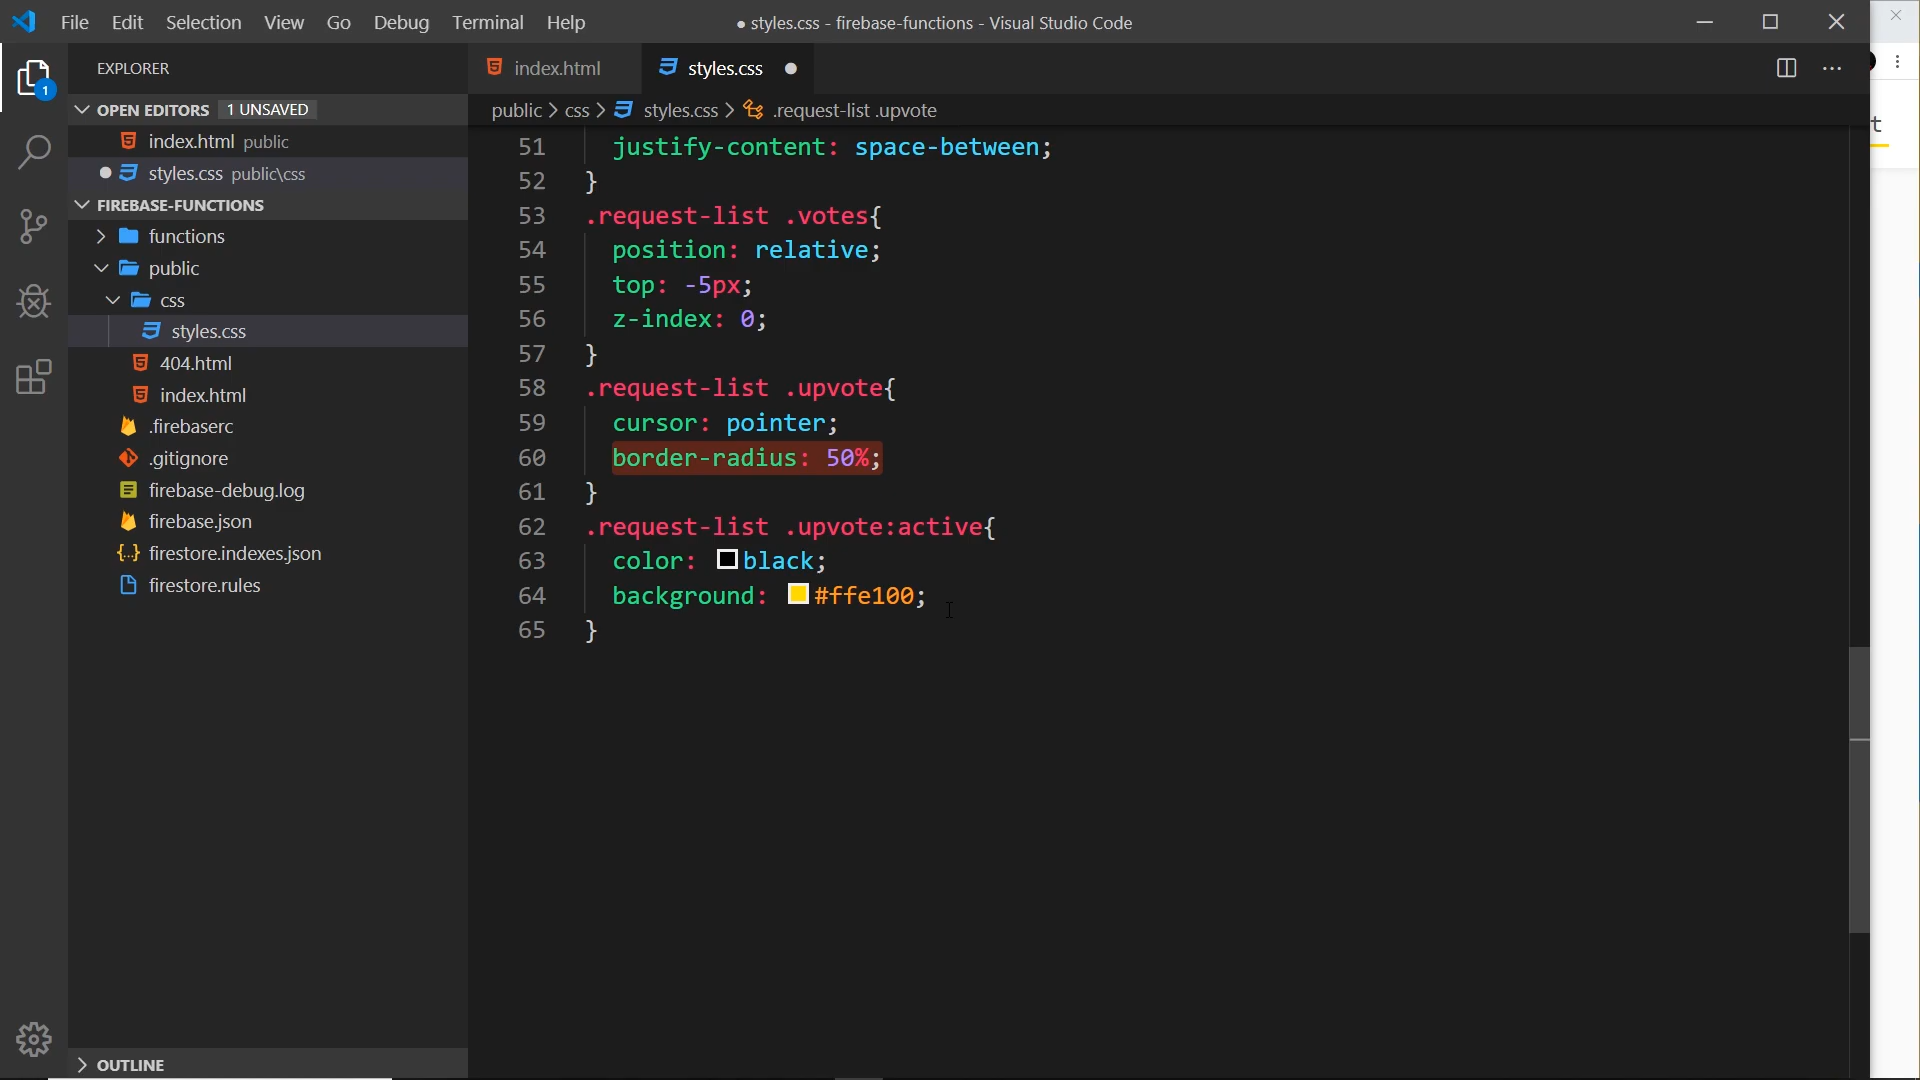 File Edit Selection View Go Debug Terminal Help
● styles.css - firebase-functions - Visual Studio Code
EXPLORER
OPEN EDITORS 1 UNSAVED
index.html public
styles.css public\css
FIREBASE-FUNCTIONS
functions
public
css
styles.css
404.html
index.html
.firebaserc
.gitignore
firebase-debug.log
firebase.json
firestore.indexes.json
firestore.rules
OUTLINE
1
index.html styles.css
public > css > styles.css > .request-list .upvote
51 justify-content: space-between;
52 }
53 .request-list .votes{
54 position: relative;
55 top: -5px;
56 z-index: 0;
57 }
58 .request-list .upvote{
59 cursor: pointer;
60 border-radius: 50%;
61 }
62 .request-list .upvote:active{
63 color: black;
64 background: #ffe100;
65 }
t